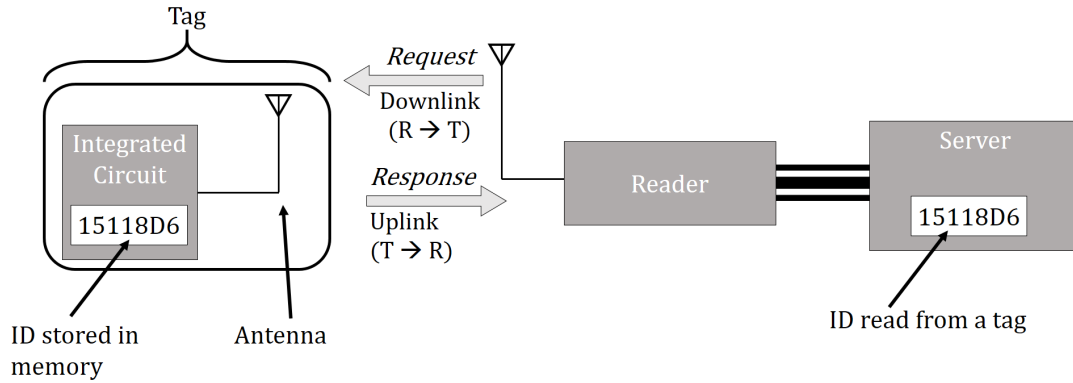 Tag
Request
Downlink
(R → T)
Integrated
Circuit
15118D6
Response
Uplink
(T → R)
Reader
Server
15118D6
ID stored in
memory
Antenna
ID read from a tag